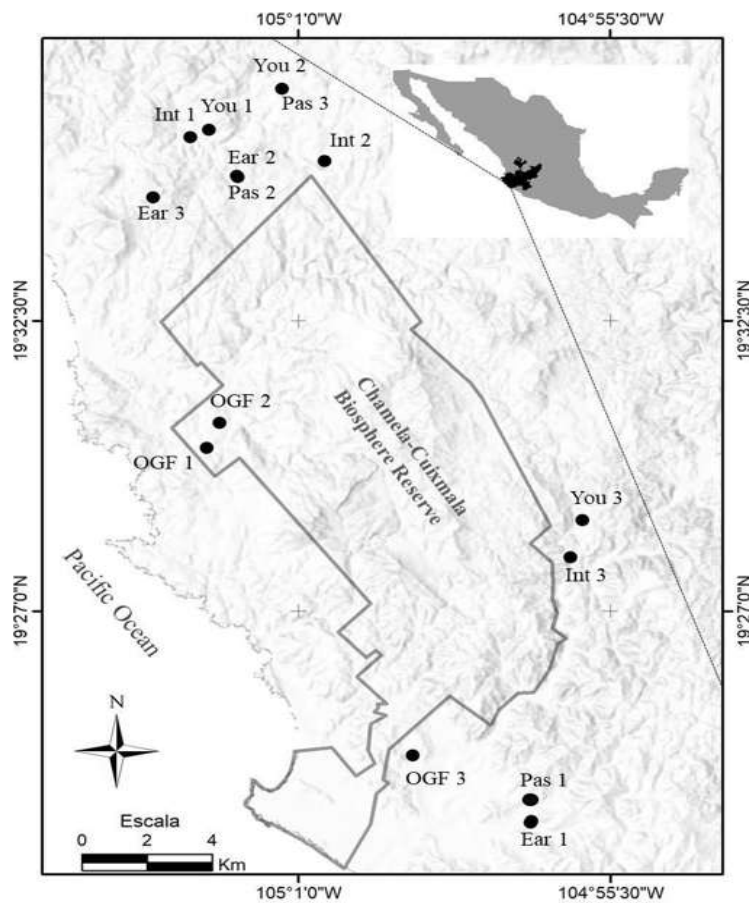 105°1'0"W
104°55'30"W
You 2
Pas 3
Int 1
You 1
Int 2
Ear 2
Pas 2
Ear 3
19°32'30"N
19°32'30"N
OGF 2
OGF 1
Chamela-Cuixmala
Biosphere Reserve
You 3
Int 3
Pacific Ocean
19°27'0"N
19°27'0"N
N
OGF 3
Pas 1
Ear 1
Escala
0 2 4
Km
105°1'0"W
104°55'30"W